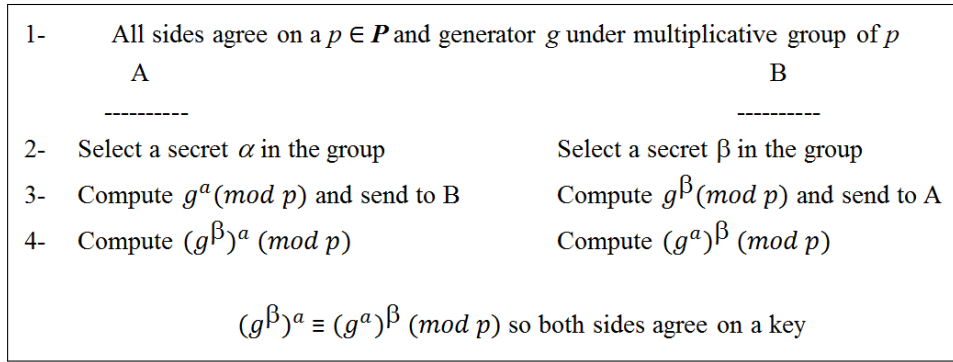 1- All sides agree on a p ∈ P and generator g under multiplicative group of p
A B
---------- ----------
2- Select a secret α in the group Select a secret β in the group
3- Compute g^a (mod p) and send to B Compute g^β (mod p) and send to A
4- Compute (g^β)^a (mod p) Compute (g^a)^β (mod p)
(g^β)^a ≡ (g^a)^β (mod p) so both sides agree on a key